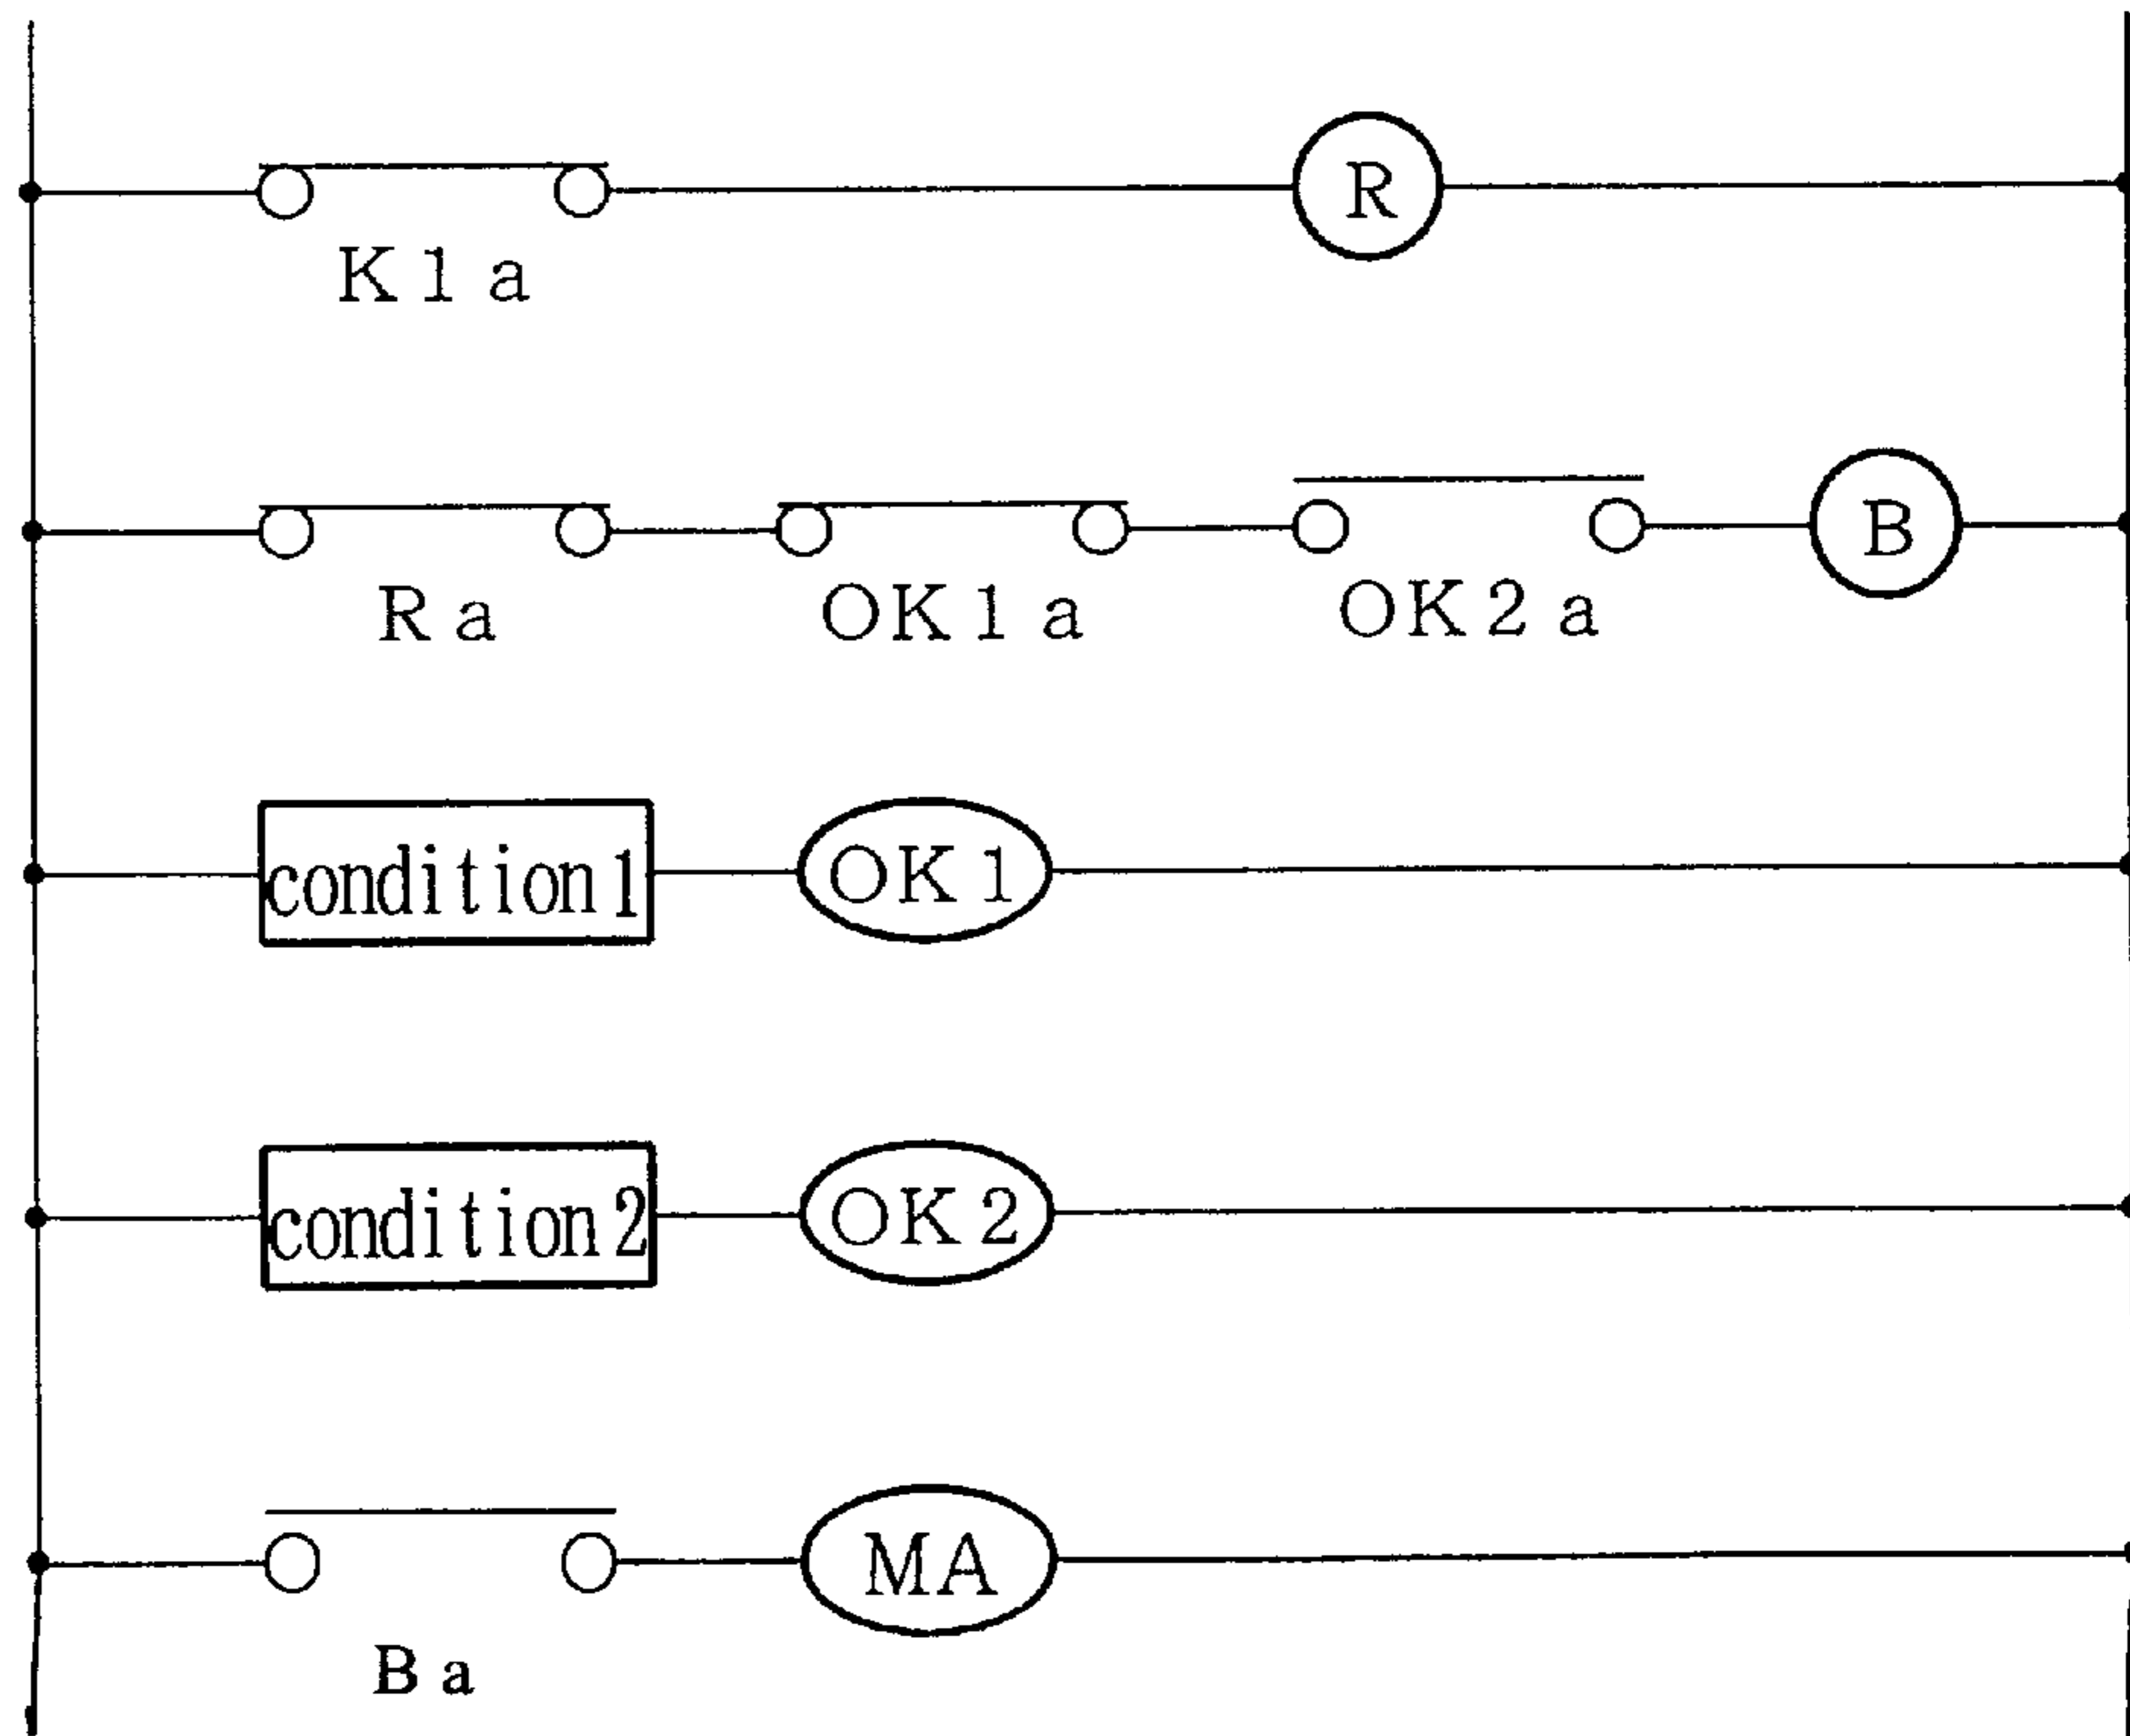 R
K1a
B
Ra OK1a OK2a
condition1 OK1
condition2 OK2
MA
Ba